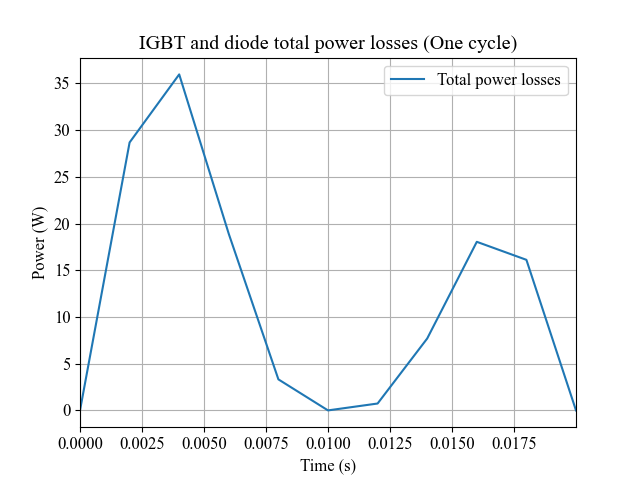 IGBT and diode total power losses (One cycle)
Total power losses
35
30
25
20
15
10
5
0
Power (W)
0.0000 0.0025 0.0050 0.0075 0.0100 0.0125 0.0150 0.0175
Time (s)